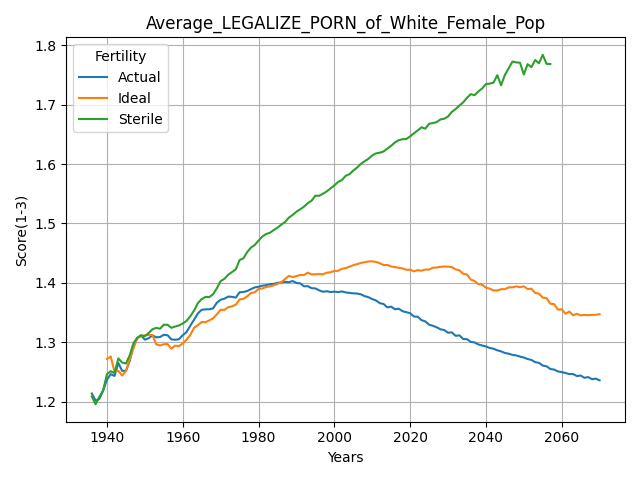 Average_LEGALIZE_PORN_of_White_Female_Pop
Fertility
Actual
Ideal
Sterile
Score(1-3)
1.8
1.7
1.6
1.5
1.4
1.3
1.2
1940 1960 1980 2000 2020 2040 2060
Years